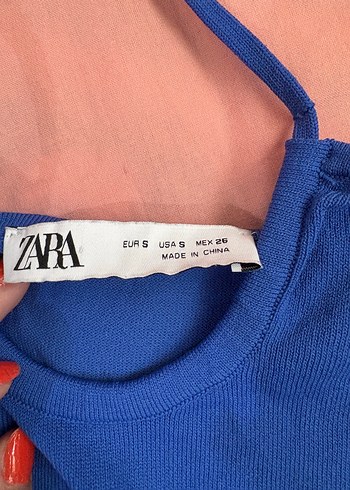 ZARA
EUR S USA S MEX 26
MADE IN CHINA